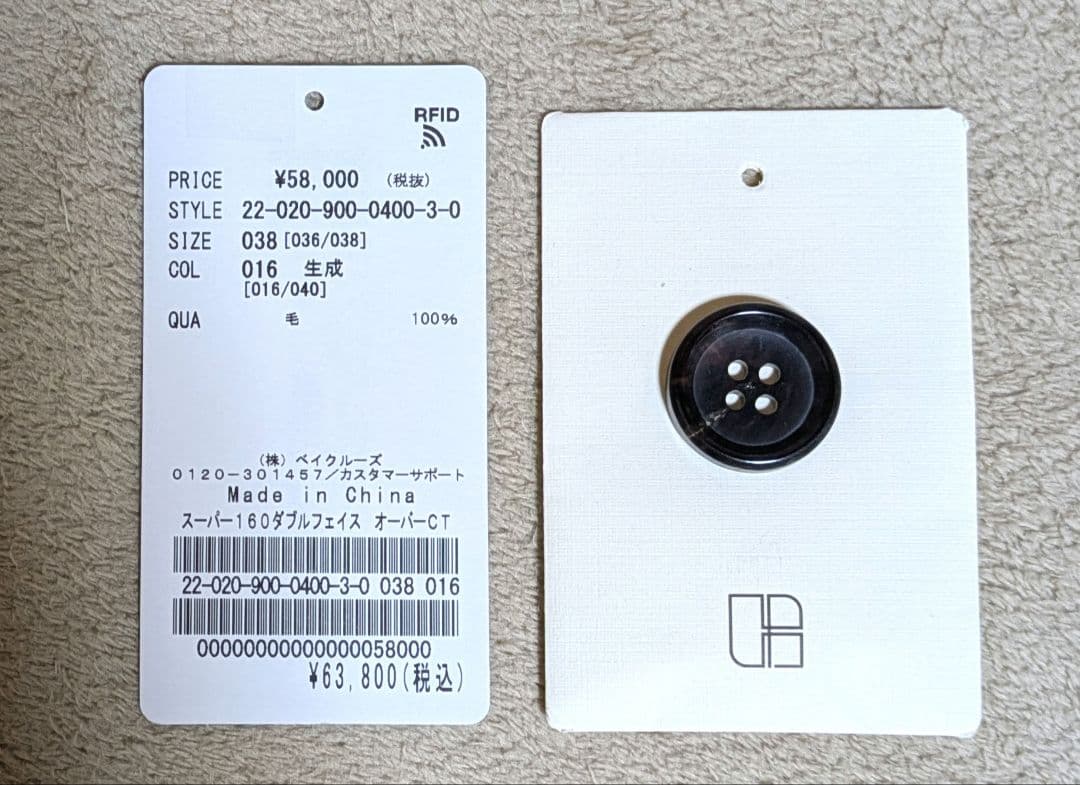 RFID
PRICE ¥58,000 (税抜)
STYLE 22-020-900-0400-3-0
SIZE 038 [036/038]
COL 016 生成
[016/040]
QUA 毛 100%
(株) ベイクルーズ
0120-301457/カスタマーサポート
Made in China
スーパー160ダブルフェイス オーバーCT
22-020-900-0400-3-0 038 016
00000000000000058000
¥63,800(税込)